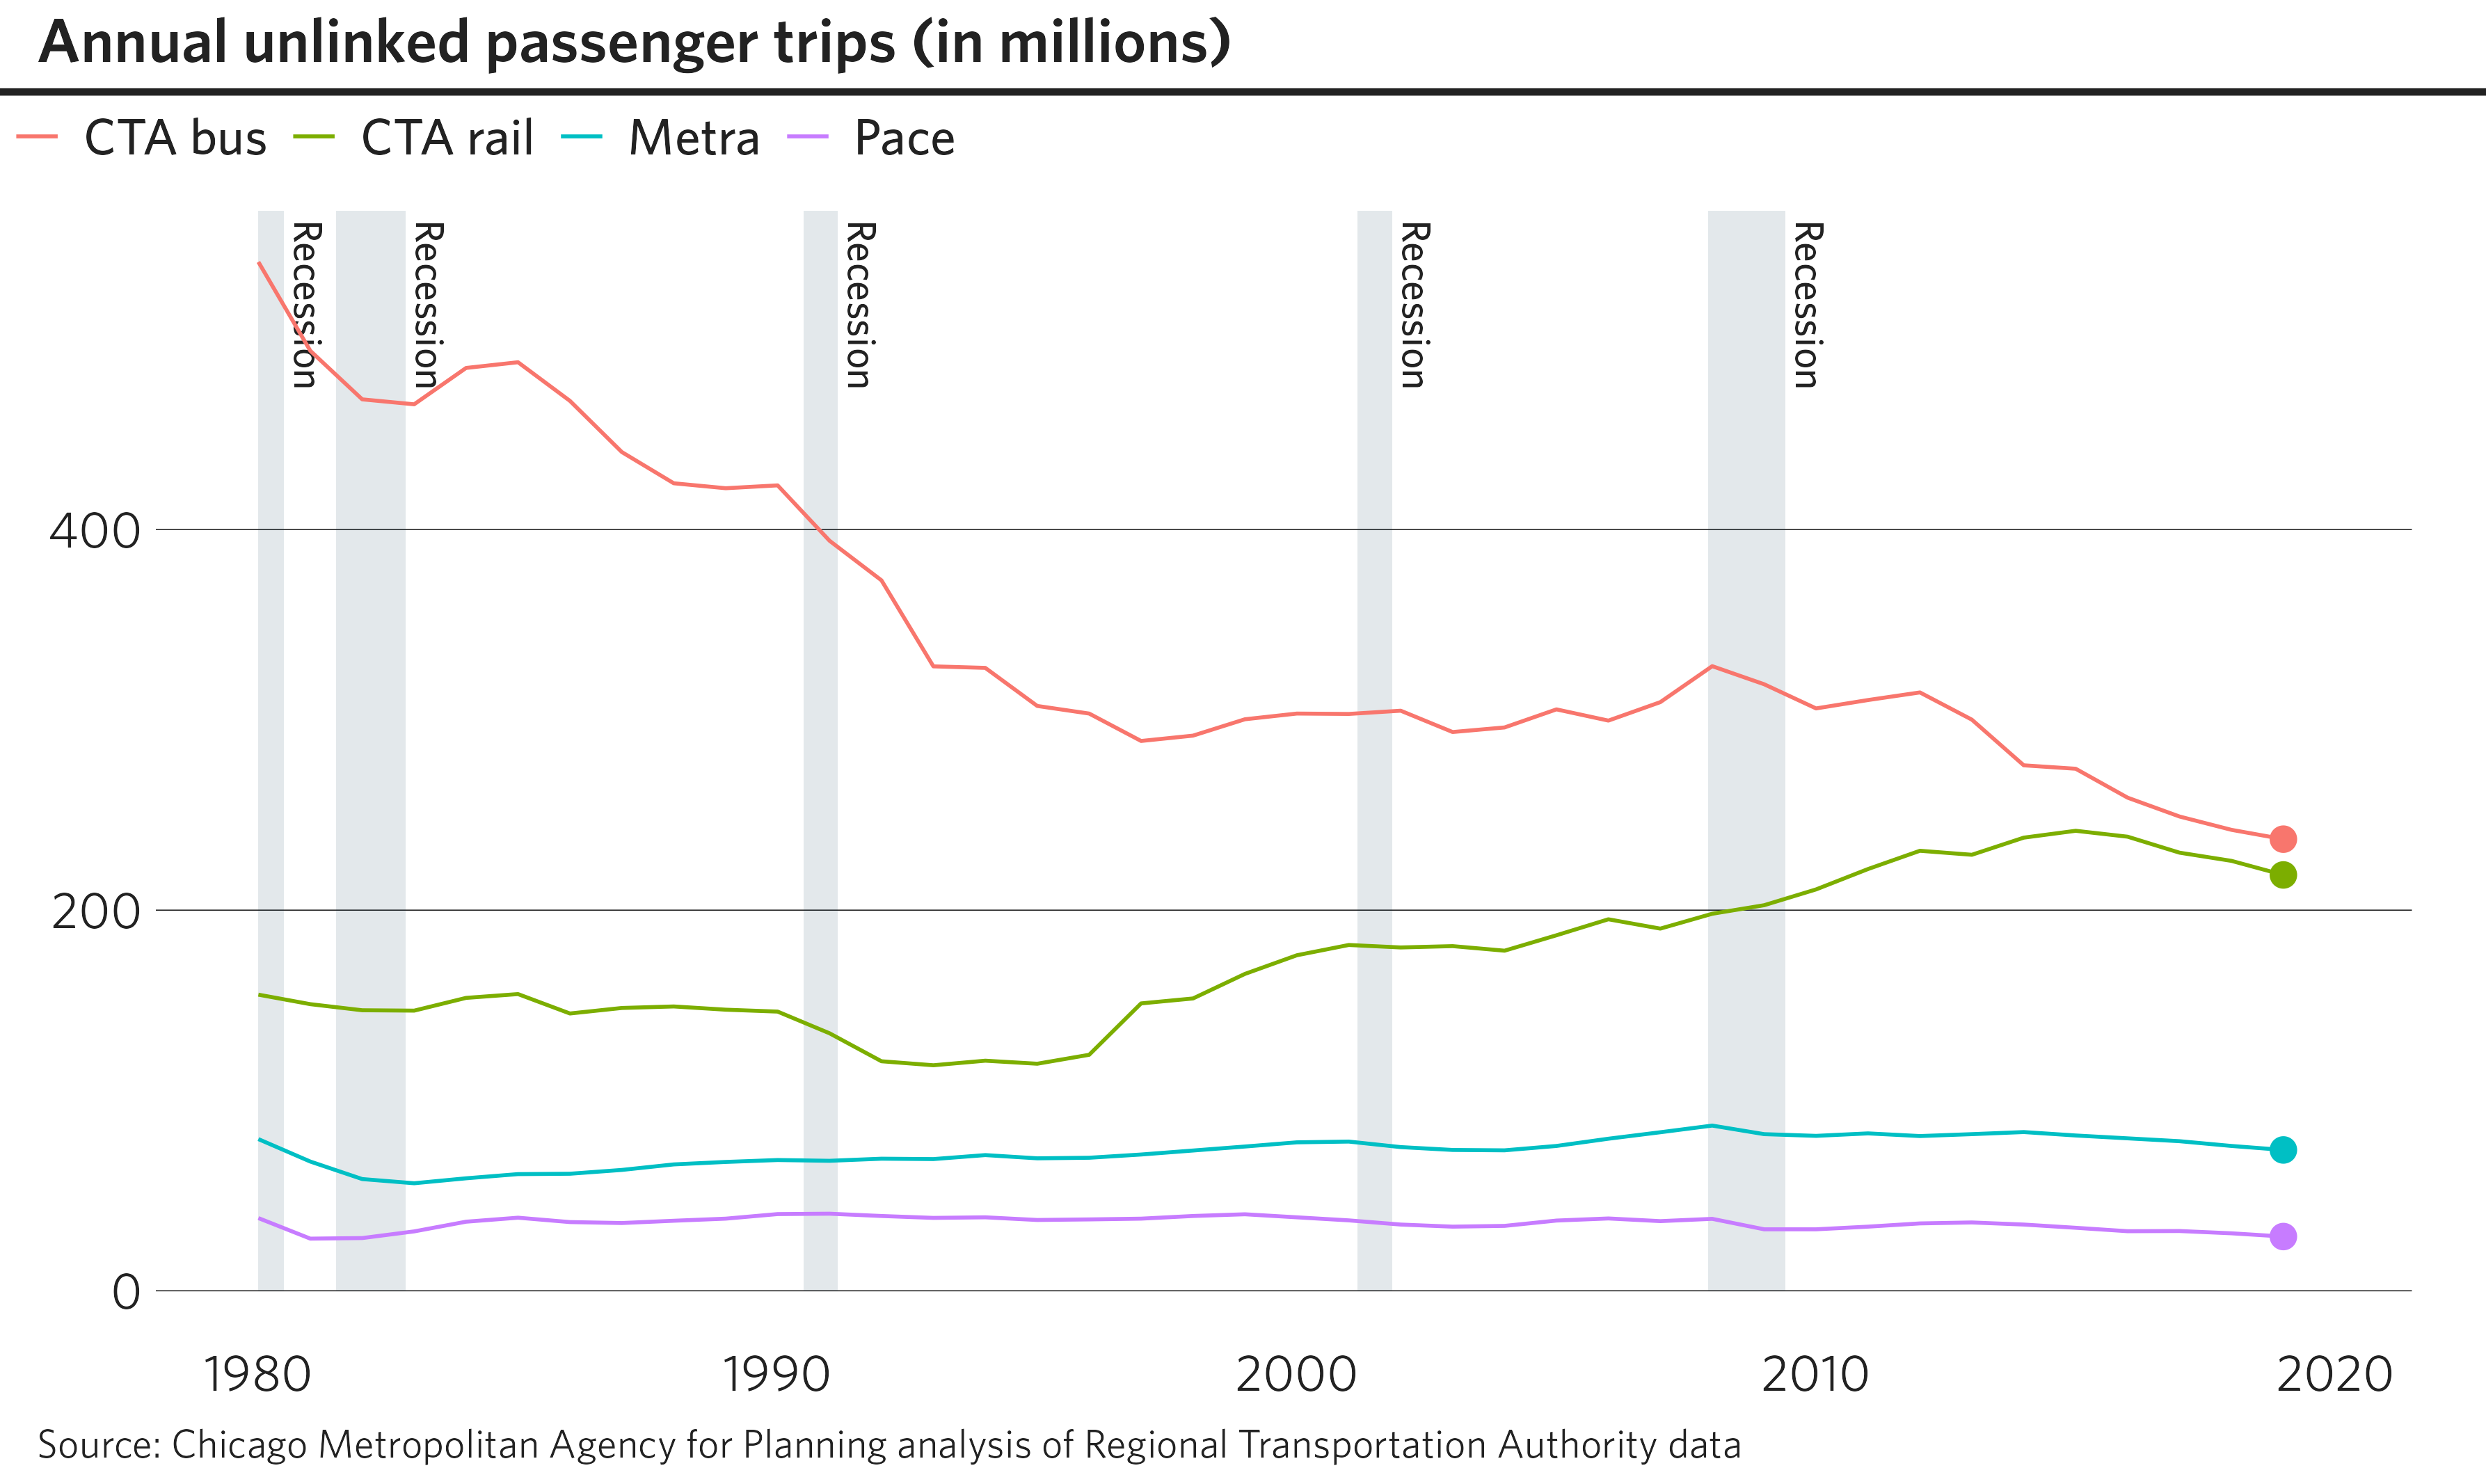 Annual unlinked passenger trips (in millions)
CTA bus CTA rail Metra Pace
Recession Recession Recession Recession Recession
400
200
0
1980 1990 2000 2010 2020
Source: Chicago Metropolitan Agency for Planning analysis of Regional Transportation Authority data